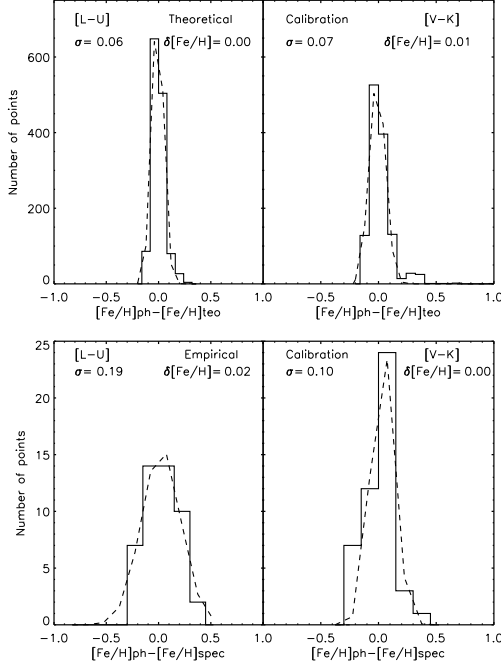 [L-U] Theoretical Calibration [V-K]
σ= 0.06 δ[Fe/H]= 0.00 σ= 0.07 δ[Fe/H]= 0.01
Number of points
600
400
200
0
-1.0 -0.5 0.0 0.5 1.0 -0.5 0.0 0.5 1.0
[Fe/H]ph-[Fe/H]teo [Fe/H]ph-[Fe/H]teo
[L-U] Empirical Calibration [V-K]
σ= 0.19 δ[Fe/H]= 0.02 σ= 0.10 δ[Fe/H]= 0.00
Number of points
25
20
15
10
5
0
-1.0 -0.5 0.0 0.5 1.0 -0.5 0.0 0.5 1.0
[Fe/H]ph-[Fe/H]spec [Fe/H]ph-[Fe/H]spec